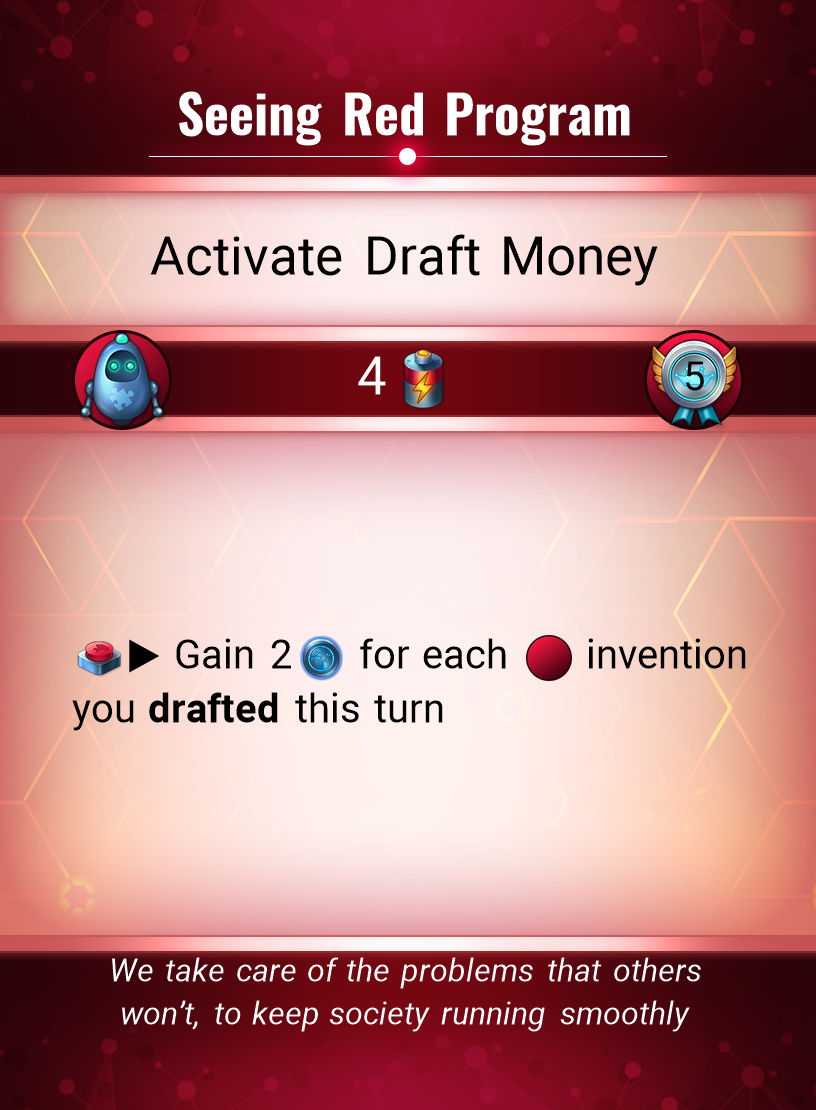 Seeing Red Program
Activate Draft Money
4
5
Gain 2 for each invention
you drafted this turn
We take care of the problems that others
won’t, to keep society running smoothly